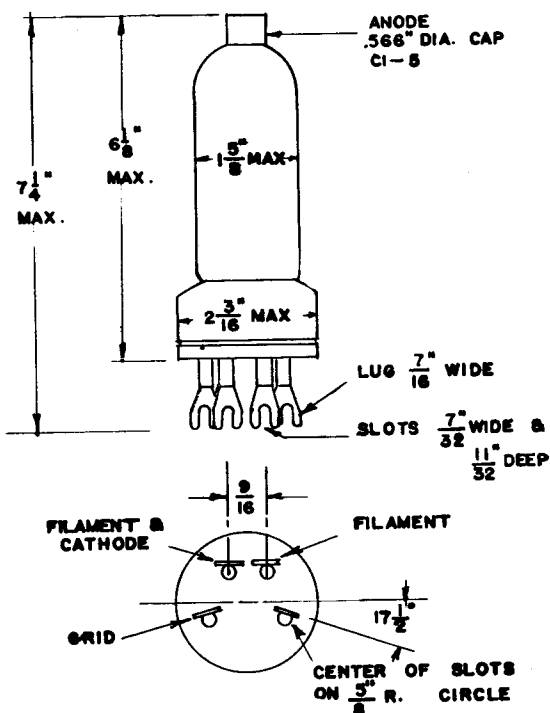 ANODE
.566" DIA. CAP
C1-5
6 1/8"
MAX.
1 5/8" MAX
7 1/4"
MAX.
2 3/16" MAX
LUG 7/16" WIDE
SLOTS 7/32" WIDE &
11/32" DEEP
9/16
FILAMENT &
CATHODE
FILAMENT
17 1/2°
GRID
CENTER OF SLOTS
ON 5/8" R. CIRCLE